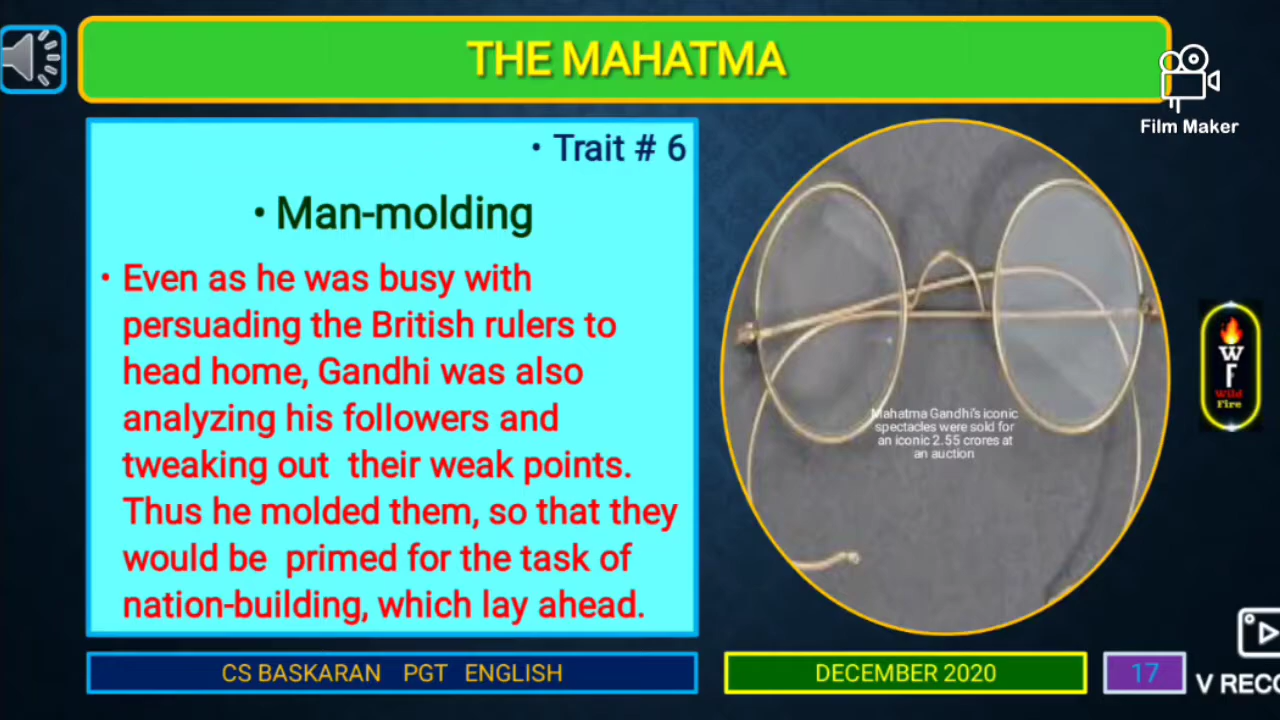 THE MAHATMA
Film Maker
• Trait # 6
• Man-molding
• Even as he was busy with
persuading the British rulers to
head home, Gandhi was also
analyzing his followers and
tweaking out their weak points.
Thus he molded them, so that they
would be primed for the task of
nation-building, which lay ahead.
Mahatma Gandhi's iconic
spectacles were sold for
an iconic 2.55 crores at
an auction
W
F
Wild
Fire
CS BASKARAN PGT ENGLISH
DECEMBER 2020
17
V RECO